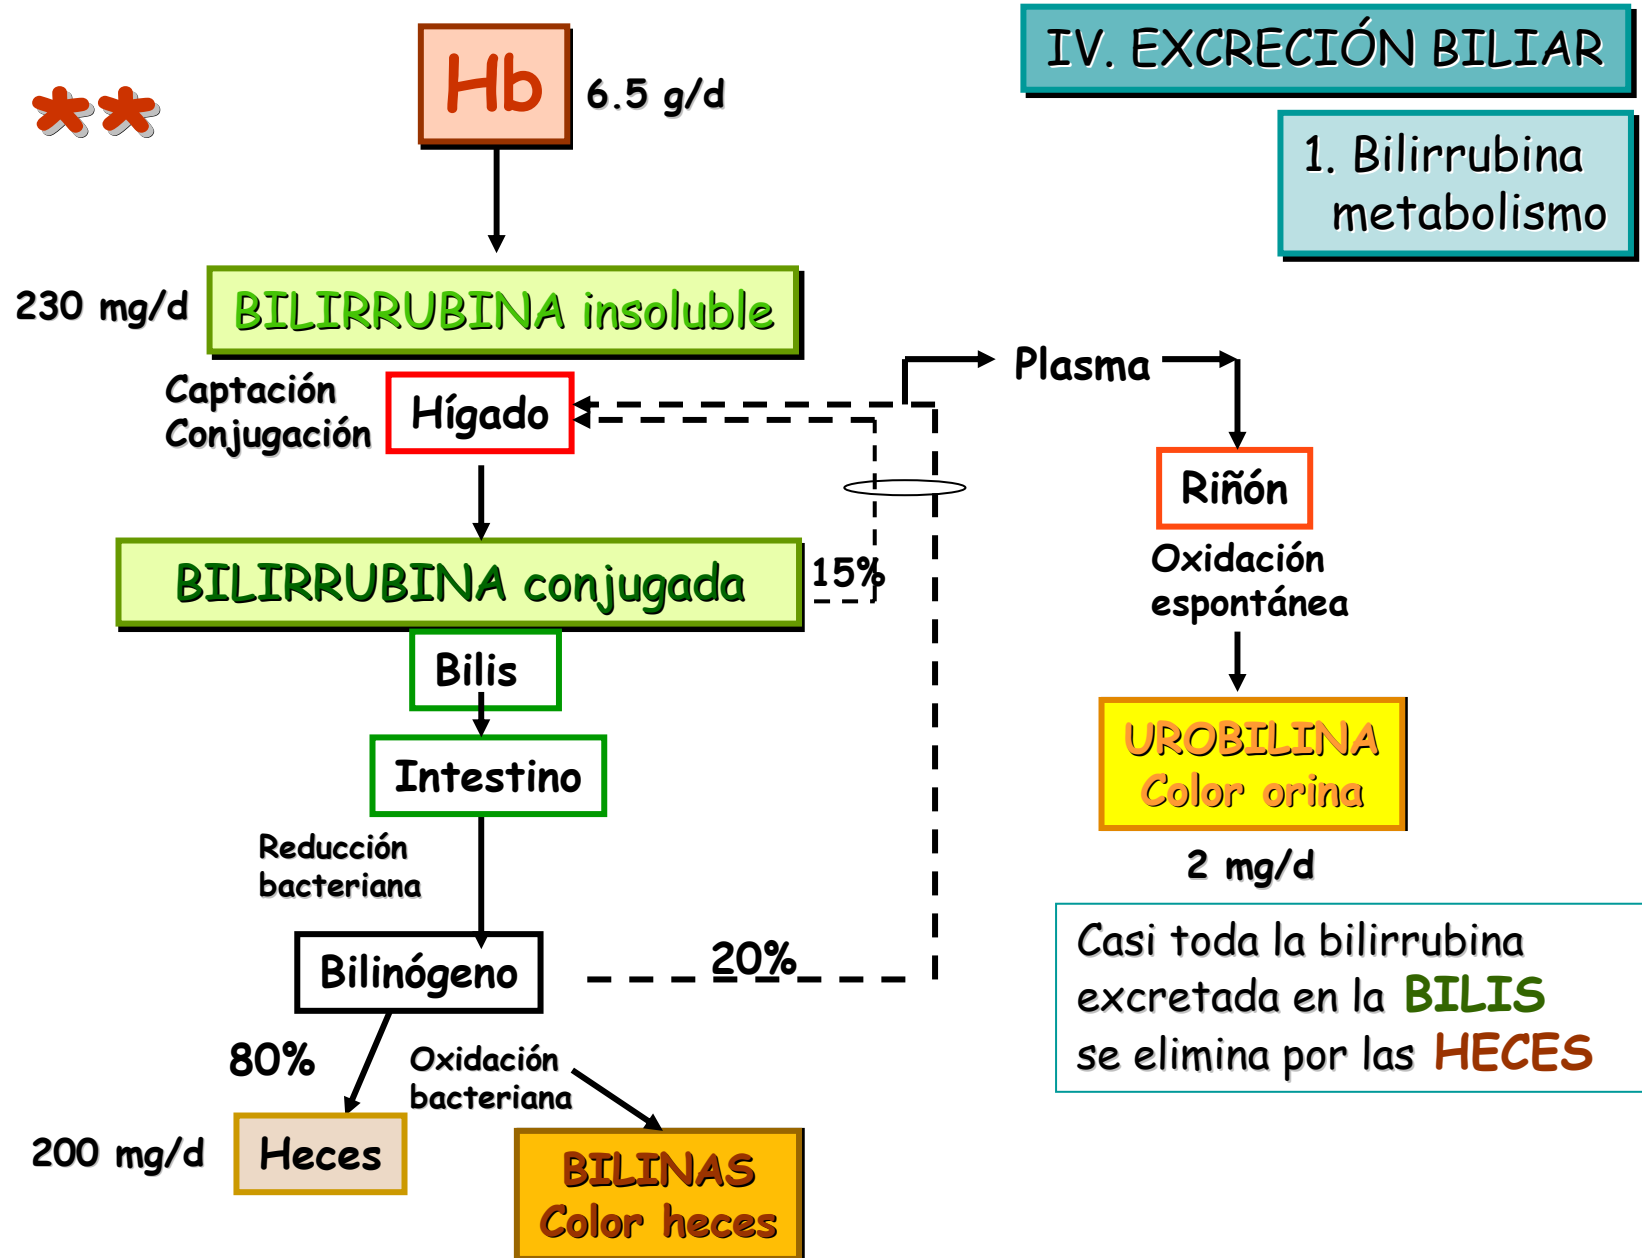 IV. EXCRECIÓN BILIAR
1. Bilirrubina
metabolismo
**
Hb
6.5 g/d
230 mg/d
BILIRRUBINA insoluble
Captación
Conjugación
Hígado
Plasma
Riñón
Oxidación
espontánea
BILIRRUBINA conjugada
15%
Bilis
UROBILINA
Color orina
Intestino
2 mg/d
Reducción
bacteriana
Bilinógeno
20%
Casi toda la bilirrubina
excretada en la BILIS
se elimina por las HECES
80%
Oxidación
bacteriana
200 mg/d
Heces
BILINAS
Color heces